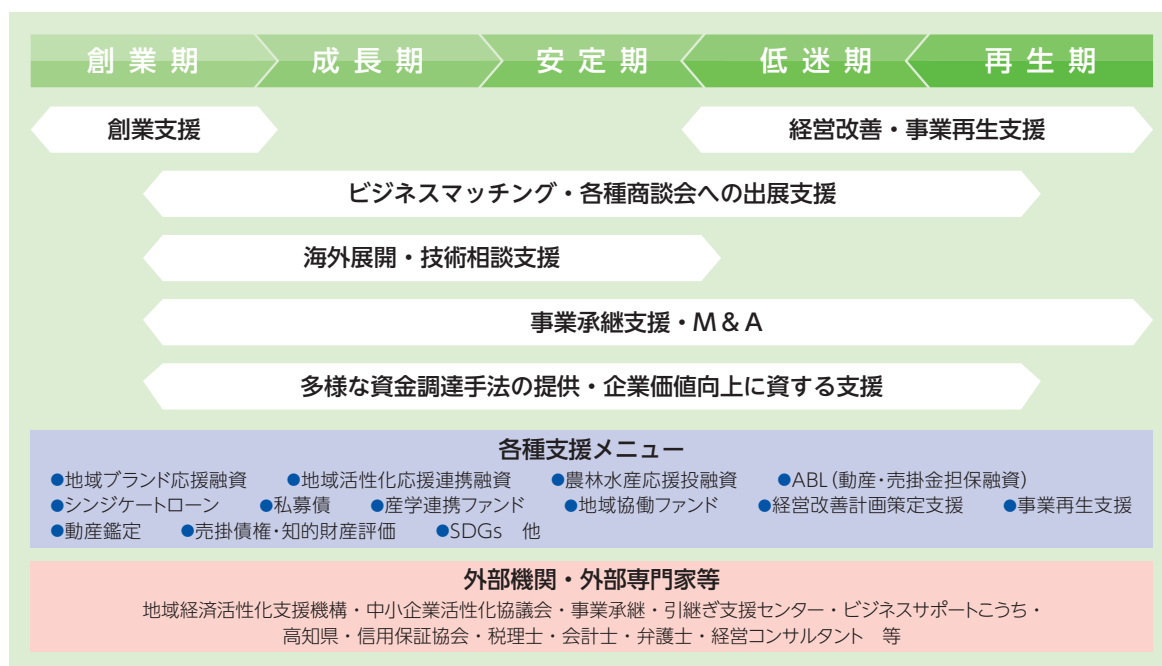 創業期 成長期 安定期 低迷期 再生期
創業支援 経営改善・事業再生支援
ビジネスマッチング・各種商談会への出展支援
海外展開・技術相談支援
事業承継支援・M&A
多様な資金調達手法の提供・企業価値向上に資する支援
各種支援メニュー
●地域ブランド応援融資 ●地域活性化応援連携融資 ●農林水産応援投融資 ●ABL(動産・売掛金担保融資)
●シンジケートローン ●私募債 ●産学連携ファンド ●地域協働ファンド ●経営改善計画策定支援 ●事業再生支援
●動産鑑定 ●売掛債権・知的財産評価 ●SDGs 他
外部機関・外部専門家等
地域経済活性化支援機構・中小企業活性化協議会・事業承継・引継ぎ支援センター・ビジネスサポートこうち・
高知県・信用保証協会・税理士・会計士・弁護士・経営コンサルタント 等